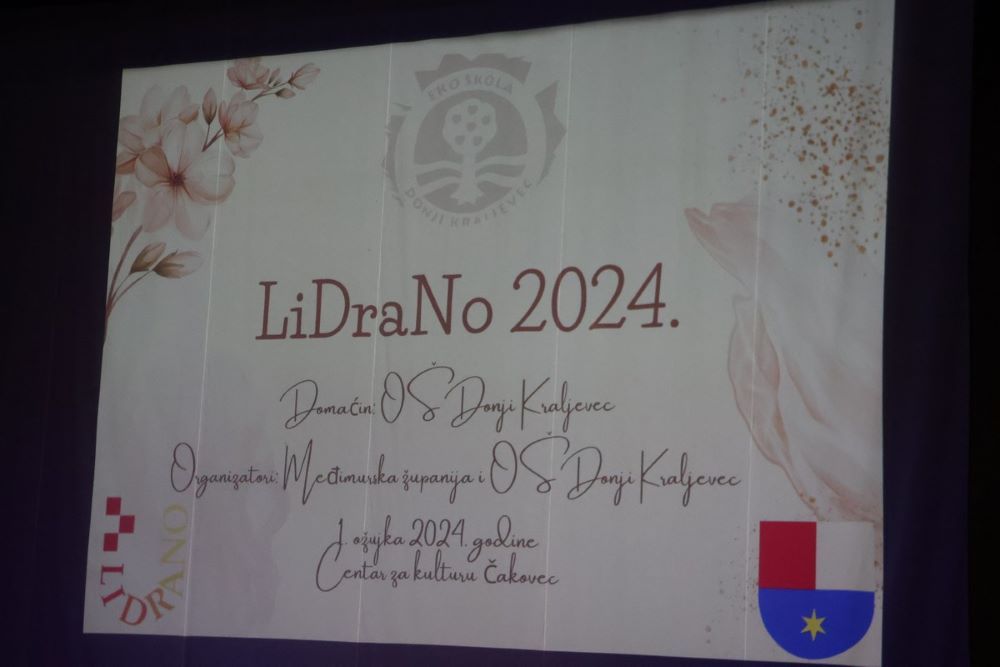 EKO ŠKOLA
DONJI KRALJEVEC
LiDraNo 2024.
Domaćin: OŠ Donji Kraljevec
Organizatori: Međimurska županija i OŠ Donji Kraljevec
1. ožujka 2024. godine
Centar za kulturu Čakovec
LIDRANO